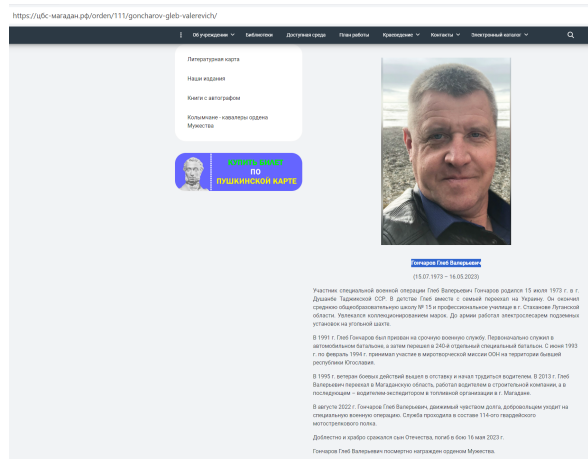 https://цбс-магадан.рф/orden/111/goncharov-gleb-valerevich/
Об учреждении Библиотеки Доступная среда План работы Краеведение Контакты Электронный каталог
Литературная карта
Наши издания
Книги с автографом
Колымчане - кавалеры ордена
Мужества
КУПИТЬ БИЛЕТ
ПО
ПУШКИНСКОЙ КАРТЕ
Гончаров Глеб Валерьевич
(15.07.1973 – 16.05.2023)
Участник специальной военной операции Глеб Валерьевич Гончаров родился 15 июля 1973 г. в г.
Душанбе Таджикской ССР. В детстве Глеб вместе с семьей переехал на Украину. Он окончил
среднюю общеобразовательную школу № 15 и профессиональное училище в г. Стаханове Луганской
области. Увлекался коллекционированием марок. До армии работал электрослесарем подземных
установок на угольной шахте.
В 1991 г. Глеб Гончаров был призван на срочную военную службу. Первоначально служил в
автомобильном батальоне, а затем перешел в 240-й отдельный специальный батальон. С июня 1993
г. по февраль 1994 г. принимал участие в миротворческой миссии ООН на территории бывшей
республики Югославия.
В 1995 г. ветеран боевых действий вышел в отставку и начал трудиться водителем. В 2013 г. Глеб
Валерьевич переехал в Магаданскую область, работал водителем в строительной компании, а в
последующем – водителем-экспедитором в топливной организации в г. Магадане.
В августе 2022 г. Гончаров Глеб Валерьевич, движимый чувством долга, добровольцем уходит на
специальную военную операцию. Служба проходила в составе 114-ого гвардейского
мотострелкового полка.
Доблестно и храбро сражался сын Отечества, погиб в бою 16 мая 2023 г.
Гончаров Глеб Валерьевич посмертно награжден орденом Мужества.